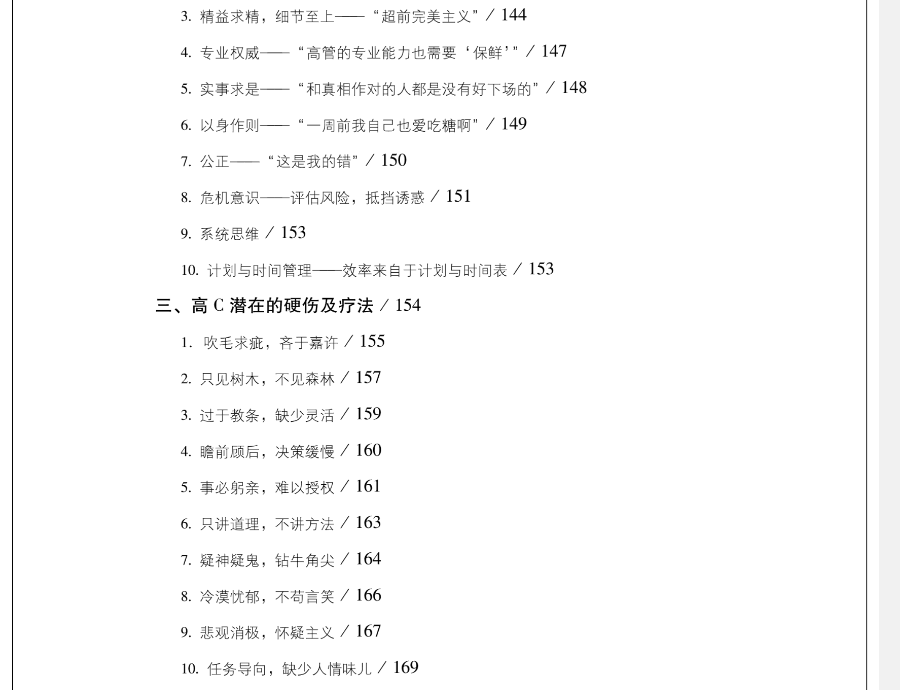 3. 精益求精，细节至上——“超前完美主义” / 144
4. 专业权威——“高管的专业能力也需要‘保鲜’” / 147
5. 实事求是——“和真相作对的人都是没有好下场的” / 148
6. 以身作则——“一周前我自己也爱吃糖啊” / 149
7. 公正——“这是我的错” / 150
8. 危机意识——评估风险，抵挡诱惑 / 151
9. 系统思维 / 153
10. 计划与时间管理——效率来自于计划与时间表 / 153
三、高 C 潜在的硬伤及疗法 / 154
1. 吹毛求疵，吝于嘉许 / 155
2. 只见树木，不见森林 / 157
3. 过于教条，缺少灵活 / 159
4. 瞻前顾后，决策缓慢 / 160
5. 事必躬亲，难以授权 / 161
6. 只讲道理，不讲方法 / 163
7. 疑神疑鬼，钻牛角尖 / 164
8. 冷漠忧郁，不苟言笑 / 166
9. 悲观消极，怀疑主义 / 167
10. 任务导向，缺少人情味儿 / 169